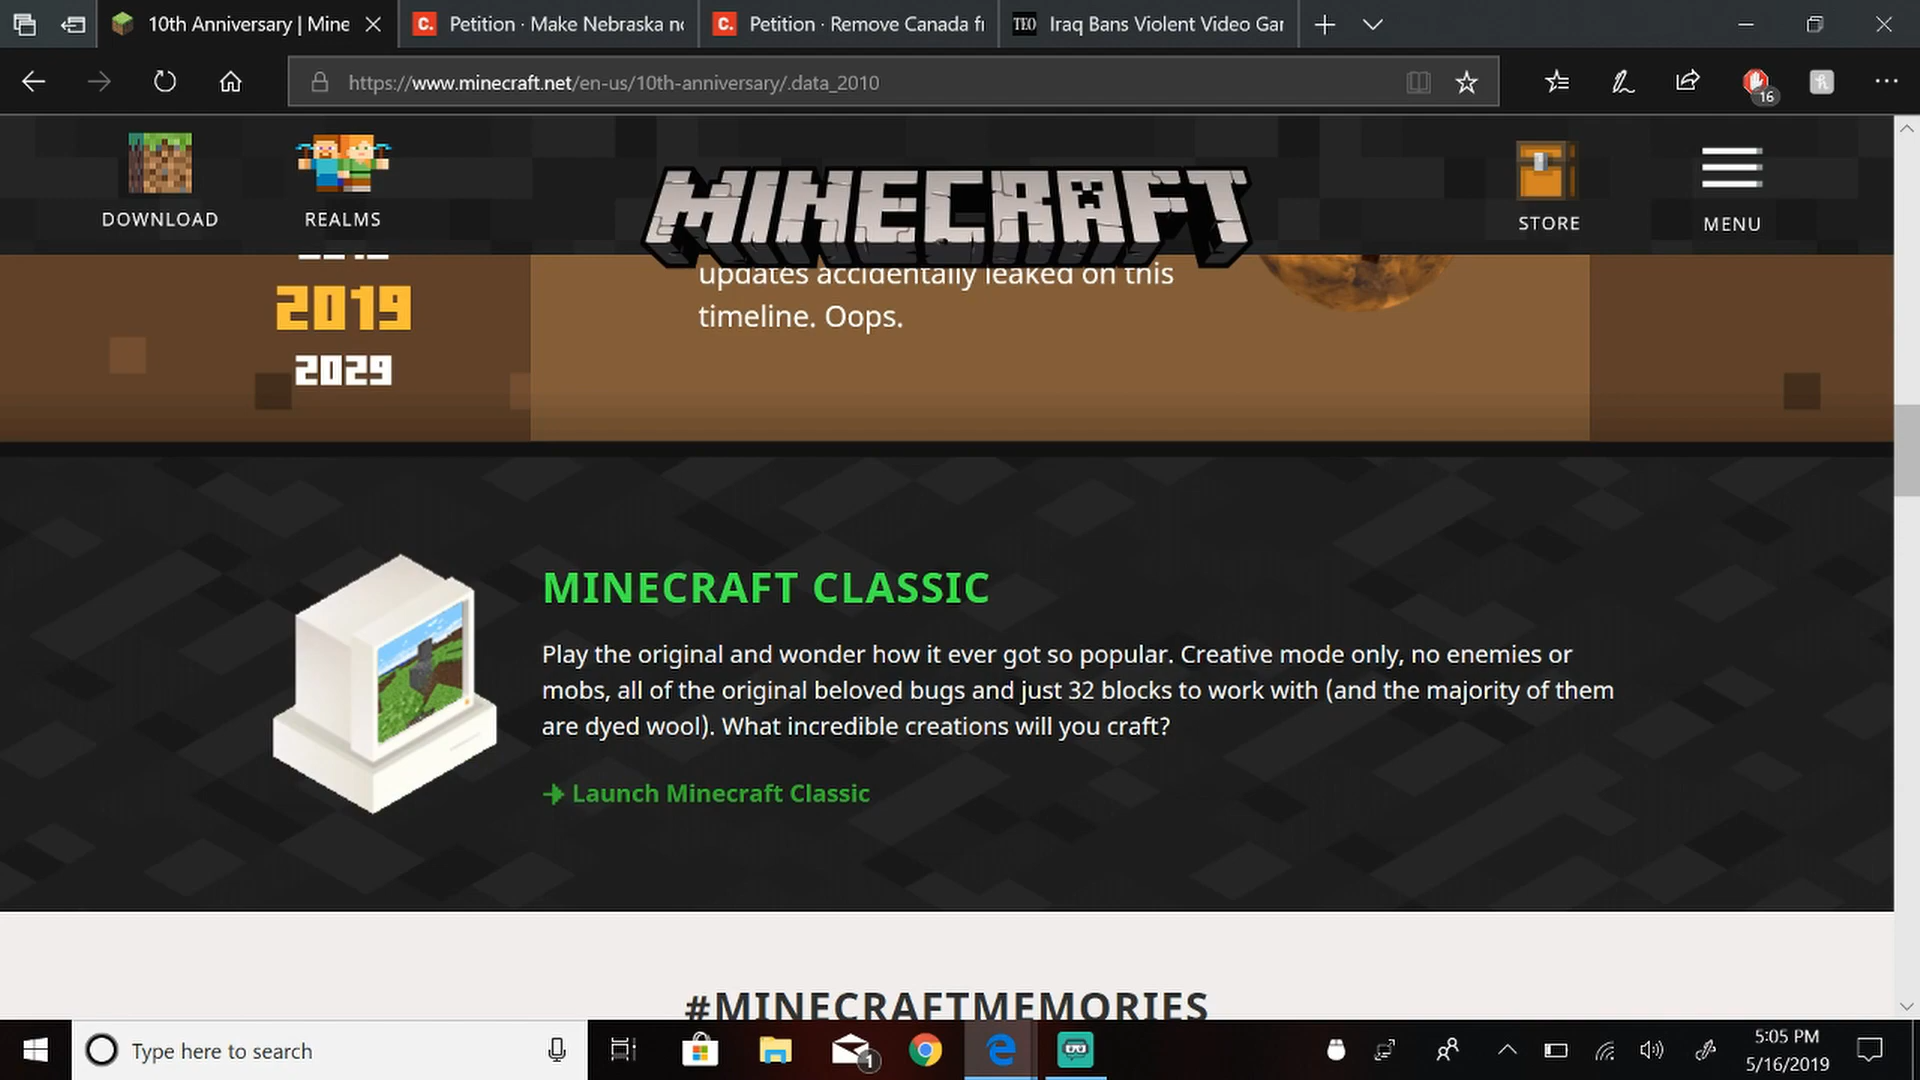 10th Anniversary | Mine
Petition · Make Nebraska no
Petition · Remove Canada fr
TEO
Iraq Bans Violent Video Gar
https://www.minecraft.net/en-us/10th-anniversary/.data_2010
16
DOWNLOAD
REALMS
MINECRAFT
STORE
MENU
2019
2029
updates accidentally leaked on this
timeline. Oops.
MINECRAFT CLASSIC
Play the original and wonder how it ever got so popular. Creative mode only, no enemies or
mobs, all of the original beloved bugs and just 32 blocks to work with (and the majority of them
are dyed wool). What incredible creations will you craft?
Launch Minecraft Classic
#MINECRAFTMEMORIES
Type here to search
1
5:05 PM
5/16/2019